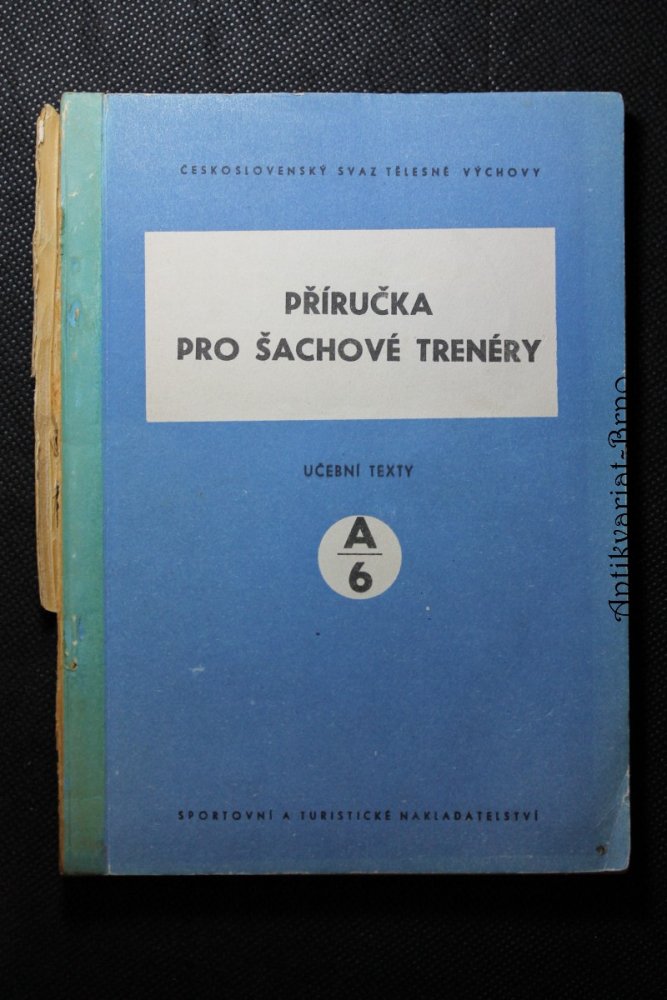 ČESKOSLOVENSKÝ SVAZ TĚLESNÉ VÝCHOVY
PŘÍRUČKA
PRO ŠACHOVÉ TRENÉRY
UČEBNÍ TEXTY
A
6
SPORTOVNÍ A TURISTICKÉ NAKLADATELSTVÍ
Antikvariat-Brno